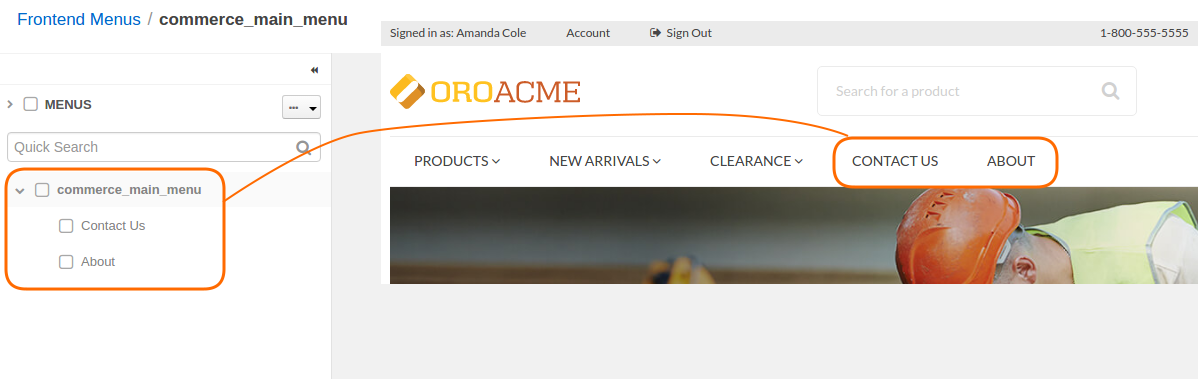 Frontend Menus / commerce_main_menu
Signed in as: Amanda Cole Account Sign Out 1-800-555-5555
MENUS
OROACME
Search for a product
Quick Search
PRODUCTS NEW ARRIVALS CLEARANCE CONTACT US ABOUT
commerce_main_menu
Contact Us
About